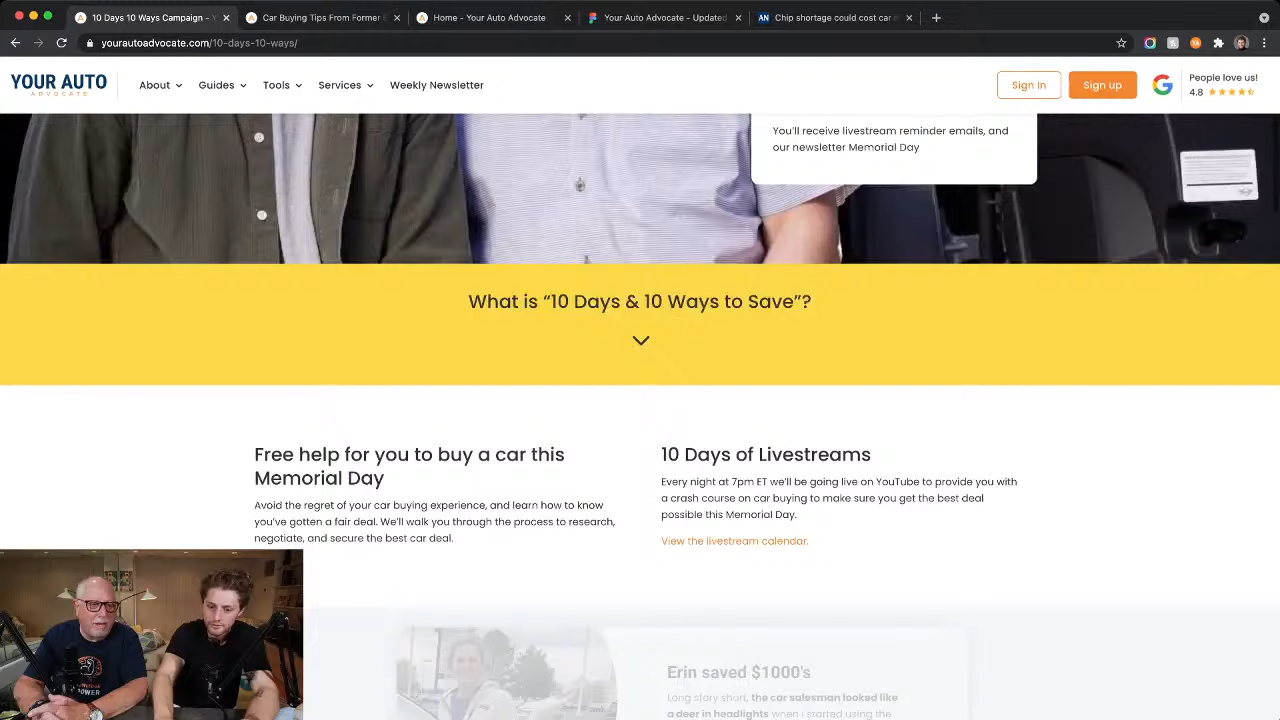 10 Days 10 Ways Campaign - Y
Car Buying Tips From Former E
Home - Your Auto Advocate
Your Auto Advocate - Updated
AN
Chip shortage could cost car
yourautoadvocate.com/10-days-10-ways/
YOUR AUTO
ADVOCATE
About
Guides
Tools
Services
Weekly Newsletter
Sign In
Sign up
People love us!
4.8
You'll receive livestream reminder emails, and
our newsletter Memorial Day
What is “10 Days & 10 Ways to Save”?
Free help for you to buy a car this
Memorial Day
Avoid the regret of your car buying experience, and learn how to know
you've gotten a fair deal. We'll walk you through the process to research,
negotiate, and secure the best car deal.
10 Days of Livestreams
Every night at 7pm ET we'll be going live on YouTube to provide you with
a crash course on car buying to make sure you get the best deal
possible this Memorial Day.
View the livestream calendar.
POWER
Erin saved $1000's
Long story short, the car salesman looked like
a deer in headlights when I started using the